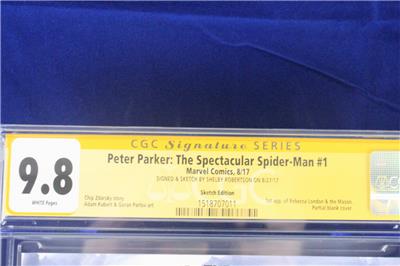 CGC Signature SERIES
9.8
WHITE Pages
Peter Parker: The Spectacular Spider-Man #1
Marvel Comics, 8/17
SIGNED & SKETCH BY SHELBY ROBERTSON ON 8/27/17
Sketch Edition
Chip Zdarsky story
Adam Kubert & Goran Parlov art
1518707011
1st app. of Rebecca London & the Mason.
Partial blank cover.
CGC